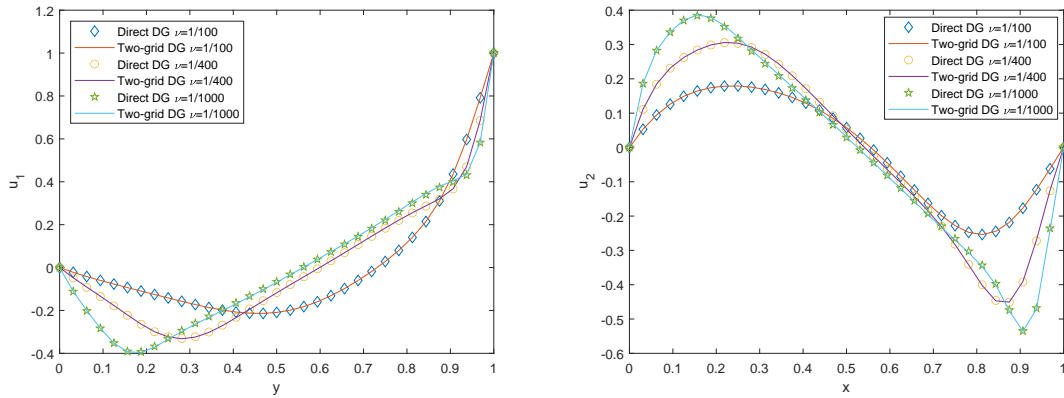 Direct DG ν=1/100
Two-grid DG ν=1/100
Direct DG ν=1/400
Two-grid DG ν=1/400
Direct DG ν=1/1000
Two-grid DG ν=1/1000
1.2
1
0.8
0.6
0.4
0.2
0
-0.2
-0.4
u1
0 0.1 0.2 0.3 0.4 0.5 0.6 0.7 0.8 0.9 1
y
Direct DG ν=1/100
Two-grid DG ν=1/100
Direct DG ν=1/400
Two-grid DG ν=1/400
Direct DG ν=1/1000
Two-grid DG ν=1/1000
0.4
0.3
0.2
0.1
0
-0.1
-0.2
-0.3
-0.4
-0.5
-0.6
u2
0 0.1 0.2 0.3 0.4 0.5 0.6 0.7 0.8 0.9 1
x